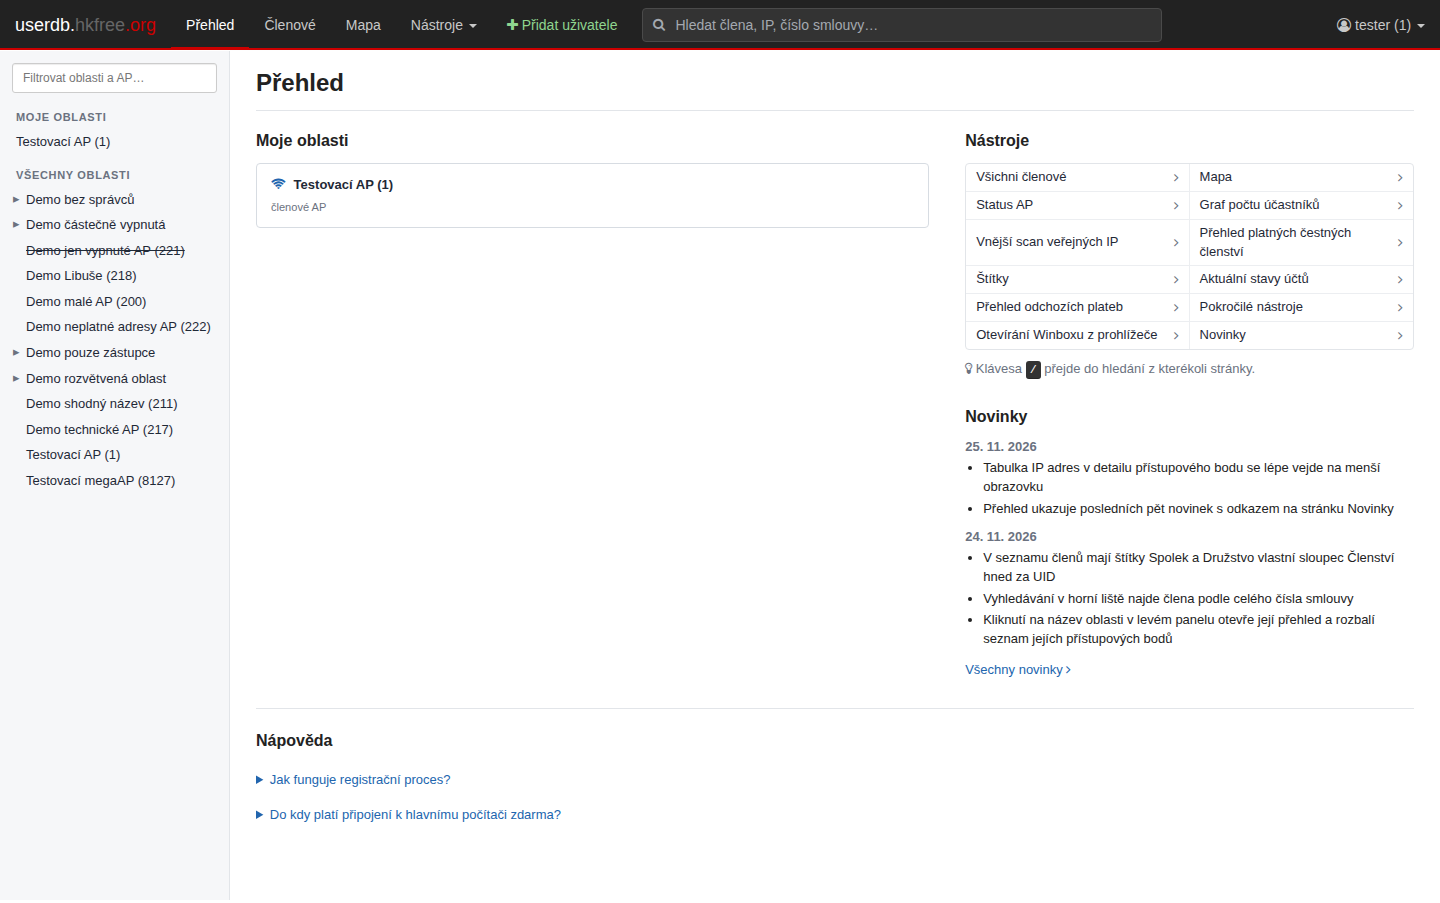 userdb.hkfree.org Přehled Členové Mapa Nástroje Přidat uživatele Hledat člena, IP, číslo smlouvy… tester (1)
Filtrovat oblasti a AP…
MOJE OBLASTI
Testovací AP (1)
VŠECHNY OBLASTI
Demo bez správců
Demo částečně vypnutá
Demo jen vypnuté AP (221)
Demo Libuše (218)
Demo malé AP (200)
Demo neplatné adresy AP (222)
Demo pouze zástupce
Demo rozvětvená oblast
Demo shodný název (211)
Demo technické AP (217)
Testovací AP (1)
Testovací megaAP (8127)
Přehled
Moje oblasti
Testovací AP (1)
členové AP
Nástroje
Všichni členové Mapa
Status AP Graf počtu účastníků
Vnější scan veřejných IP Přehled platných čestných
členství
Štítky Aktuální stavy účtů
Přehled odchozích plateb Pokročilé nástroje
Otevírání Winboxu z prohlížeče Novinky
Klávesa / přejde do hledání z kterékoli stránky.
Novinky
25. 11. 2026
Tabulka IP adres v detailu přístupového bodu se lépe vejde na menší
obrazovku
Přehled ukazuje posledních pět novinek s odkazem na stránku Novinky
24. 11. 2026
V seznamu členů mají štítky Spolek a Družstvo vlastní sloupec Členství
hned za UID
Vyhledávání v horní liště najde člena podle celého čísla smlouvy
Kliknutí na název oblasti v levém panelu otevře její přehled a rozbalí
seznam jejích přístupových bodů
Všechny novinky
Nápověda
Jak funguje registrační proces?
Do kdy platí připojení k hlavnímu počítači zdarma?